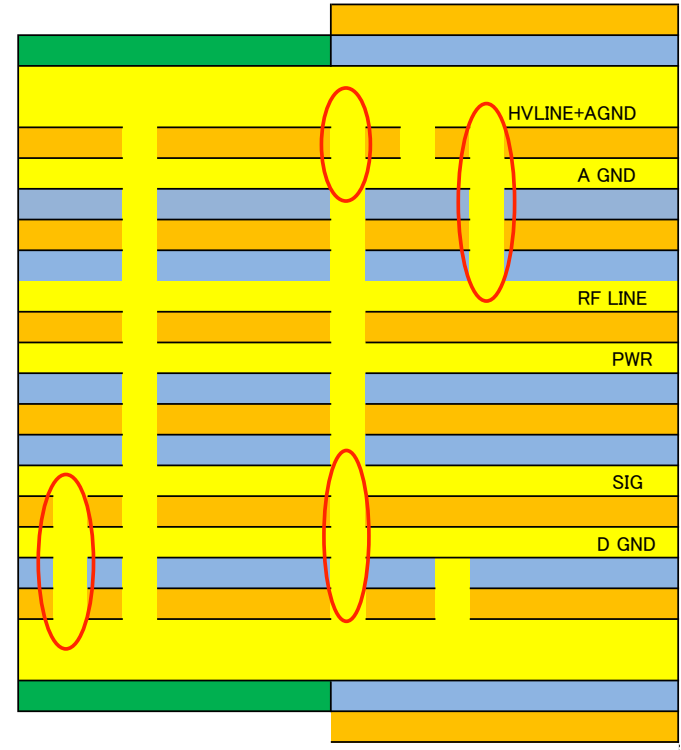 HVLINE+AGND
A GND
RF LINE
PWR
SIG
D GND